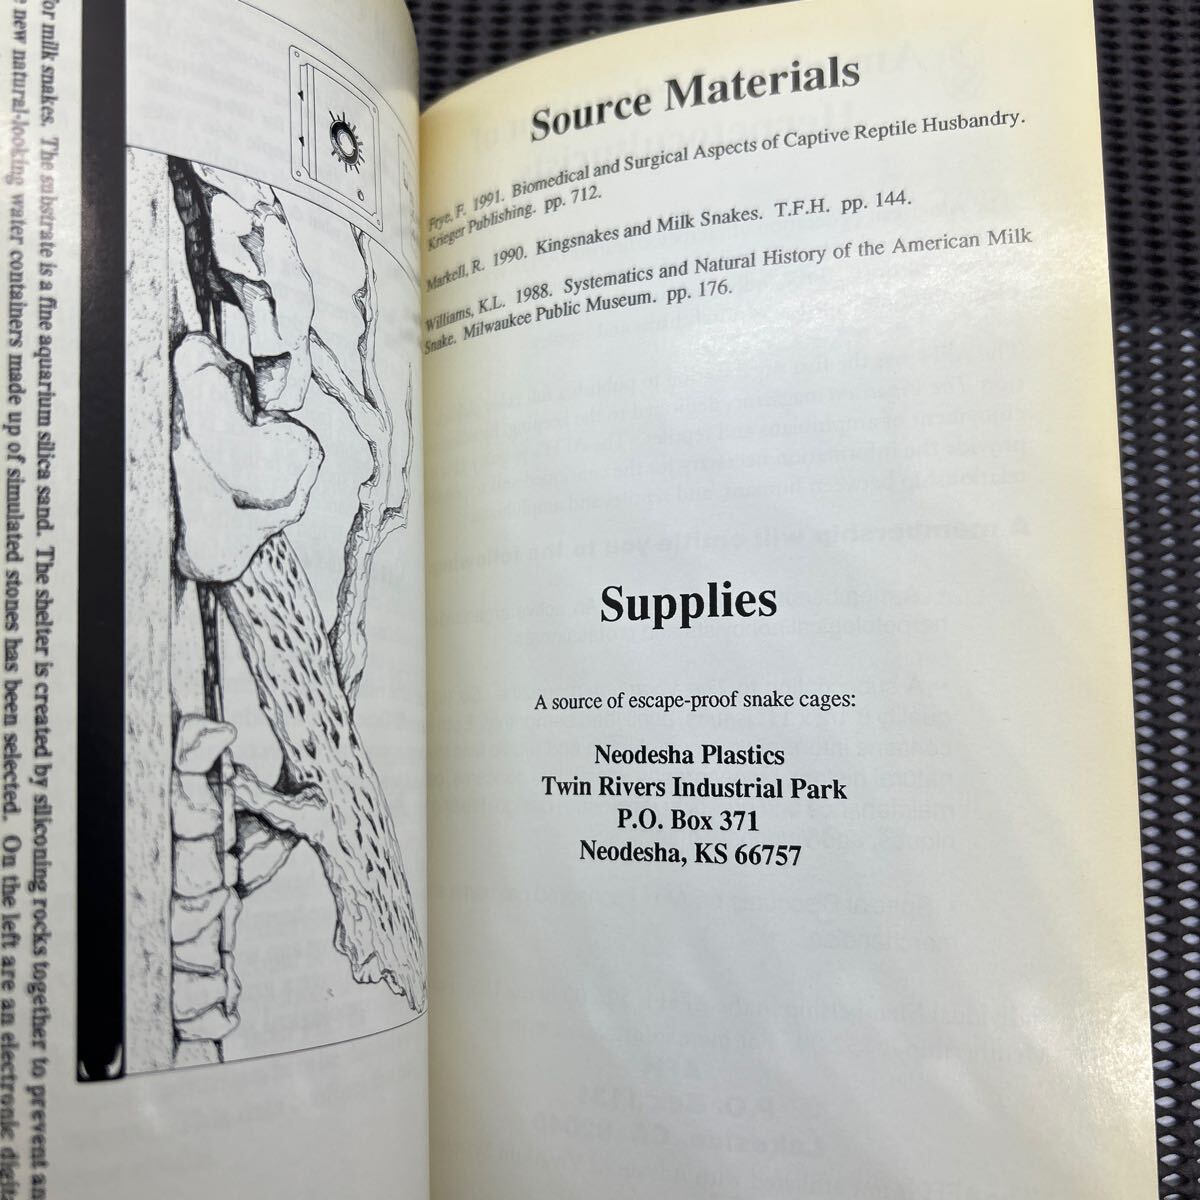 for milk snakes. The substrate is a fine aquarium silica sand. The shelter is created by siliconing rocks together to prevent an
new natural-looking water containers made up of simulated stones has been selected. On the left are an electronic
Source Materials
Frye, F. 1991. Biomedical and Surgical Aspects of Captive Reptile Husbandry.
Krieger Publishing. pp. 712.
Markell, R. 1990. Kingsnakes and Milk Snakes. T.F.H. pp. 144.
Williams, K.L. 1988. Systematics and Natural History of the American Milk
Snake. Milwaukee Public Museum. pp. 176.
Supplies
A source of escape-proof snake cages:
Neodesha Plastics
Twin Rivers Industrial Park
P.O. Box 371
Neodesha, KS 66757